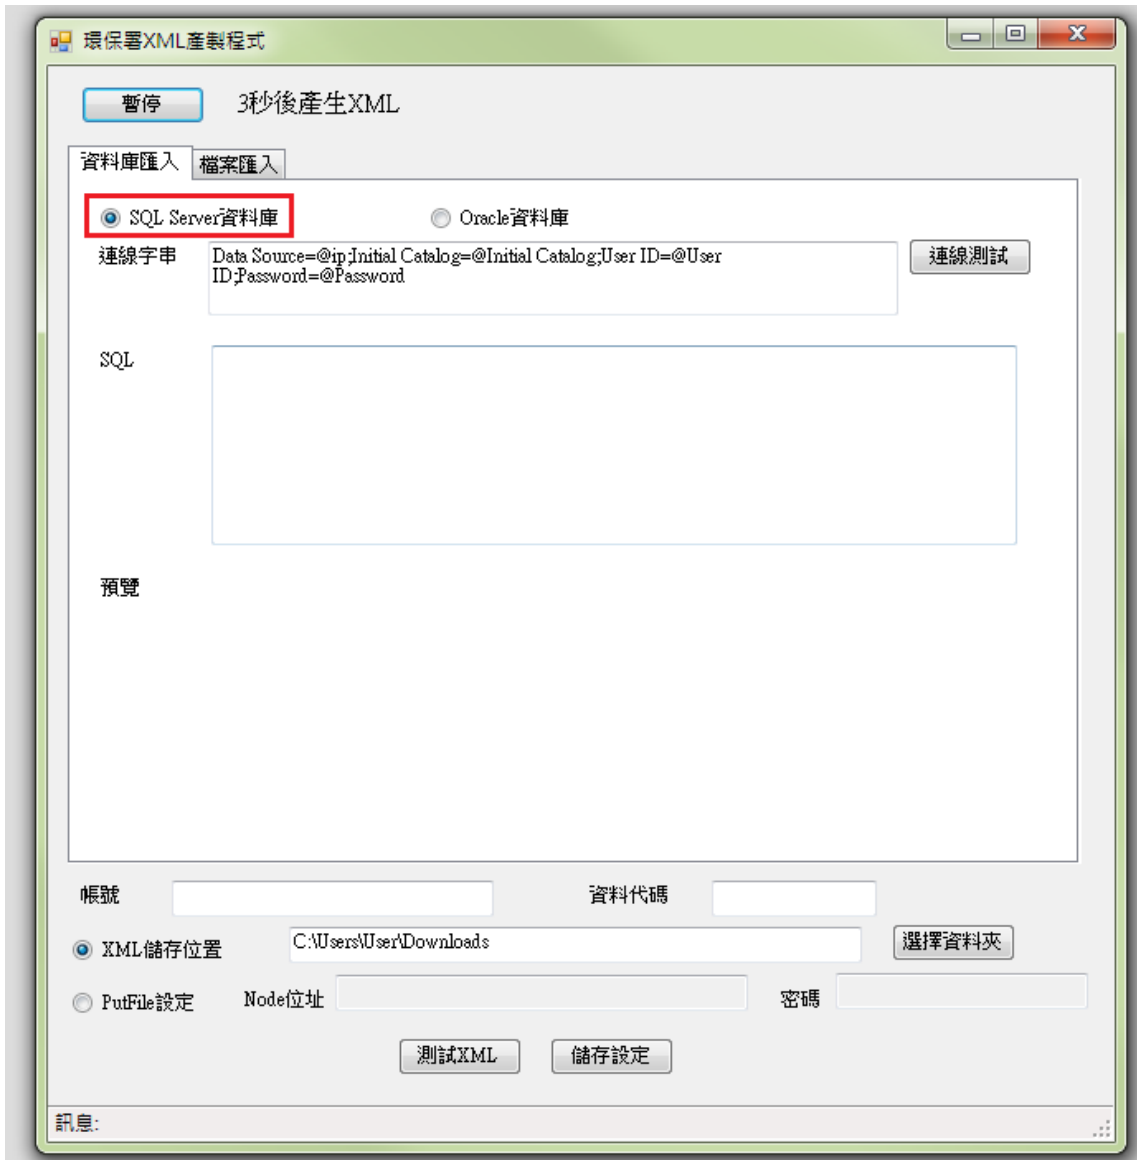 環保署XML產製程式
暫停 3秒後產生XML
資料庫匯入 檔案匯入
SQL Server資料庫 Oracle資料庫
連線字串 Data Source=@ip;Initial Catalog=@Initial Catalog;User ID=@User 連線測試
ID;Password=@Password
SQL
預覽
帳號 資料代碼
XML儲存位置 C:\Users\User\Downloads 選擇資料夾
PutFile設定 Node位址 密碼
測試XML 儲存設定
訊息: